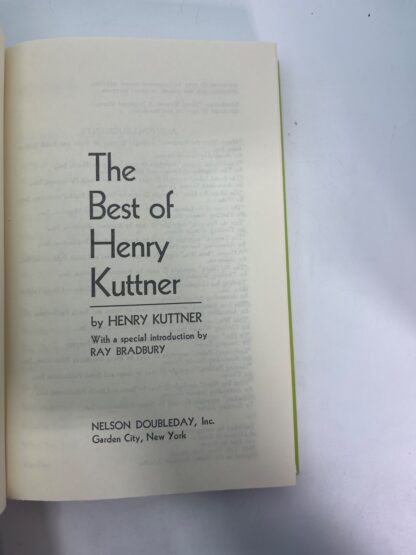 The
Best of
Henry
Kuttner
by HENRY KUTTNER
With a special introduction by
RAY BRADBURY
NELSON DOUBLEDAY, Inc.
Garden City, New York